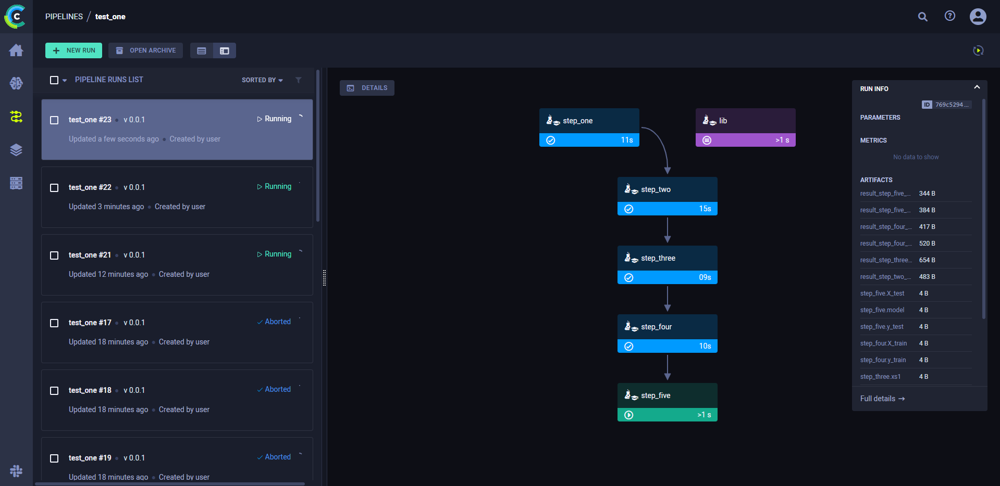 PIPELINES / test_one
NEW RUN
OPEN ARCHIVE
PIPELINE RUNS LIST
SORTED BY
test_one #23 • v 0.0.1
Running
Updated a few seconds ago • Created by user
test_one #22 • v 0.0.1
Running
Updated 3 minutes ago • Created by user
test_one #21 • v 0.0.1
Running
Updated 12 minutes ago • Created by user
test_one #17 • v 0.0.1
Aborted
Updated 18 minutes ago • Created by user
test_one #18 • v 0.0.1
Aborted
Updated 18 minutes ago • Created by user
test_one #19 • v 0.0.1
Aborted
Updated 18 minutes ago • Created by user
DETAILS
step_one
11s
lib
>1 s
step_two
15s
step_three
09s
step_four
10s
step_five
>1 s
RUN INFO
ID 769c5294 ...
PARAMETERS
METRICS
No data to show
ARTIFACTS
result_step_five_... 344 B
result_step_five_... 384 B
result_step_four_... 417 B
result_step_four_... 520 B
result_step_three... 654 B
result_step_two_... 483 B
step_five.X_test 4 B
step_five.model 4 B
step_five.y_test 4 B
step_four.X_train 4 B
step_four.y_train 4 B
step_three.xs1 4 B
Full details →